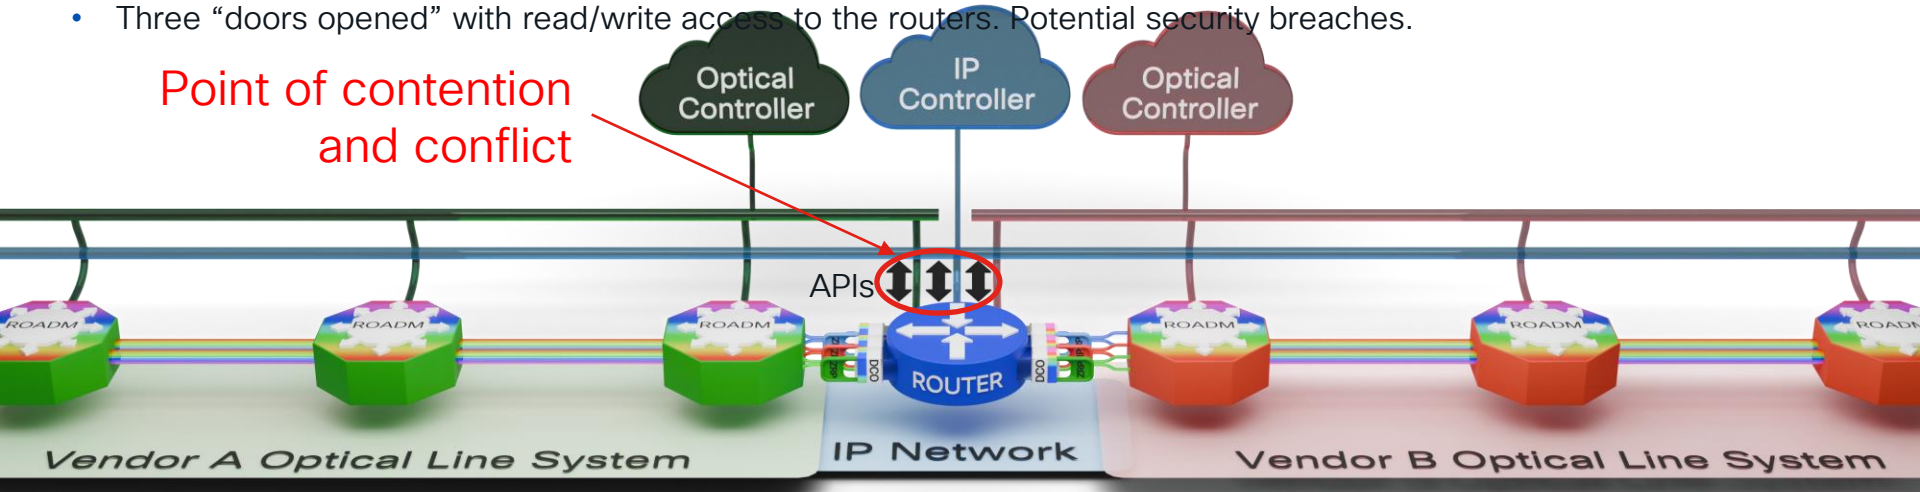 • Three “doors opened” with read/write access to the routers. Potential security breaches.
Point of contention
and conflict
Optical
Controller
IP
Controller
Optical
Controller
APIs
ROADM
ROADM
ROADM
ROADM
ROADM
DCO
ROUTER
DCO
Vendor A Optical Line System
IP Network
Vendor B Optical Line System